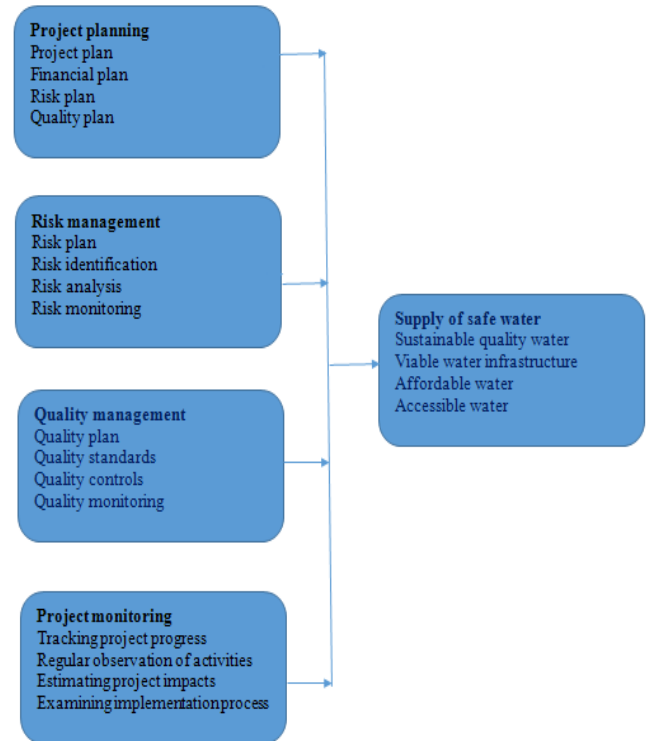 Project planning
Project plan
Financial plan
Risk plan
Quality plan
Risk management
Risk plan
Risk identification
Risk analysis
Risk monitoring
Quality management
Quality plan
Quality standards
Quality controls
Quality monitoring
Project monitoring
Tracking project progress
Regular observation of activities
Estimating project impacts
Examining implementation process
Supply of safe water
Sustainable quality water
Viable water infrastructure
Affordable water
Accessible water